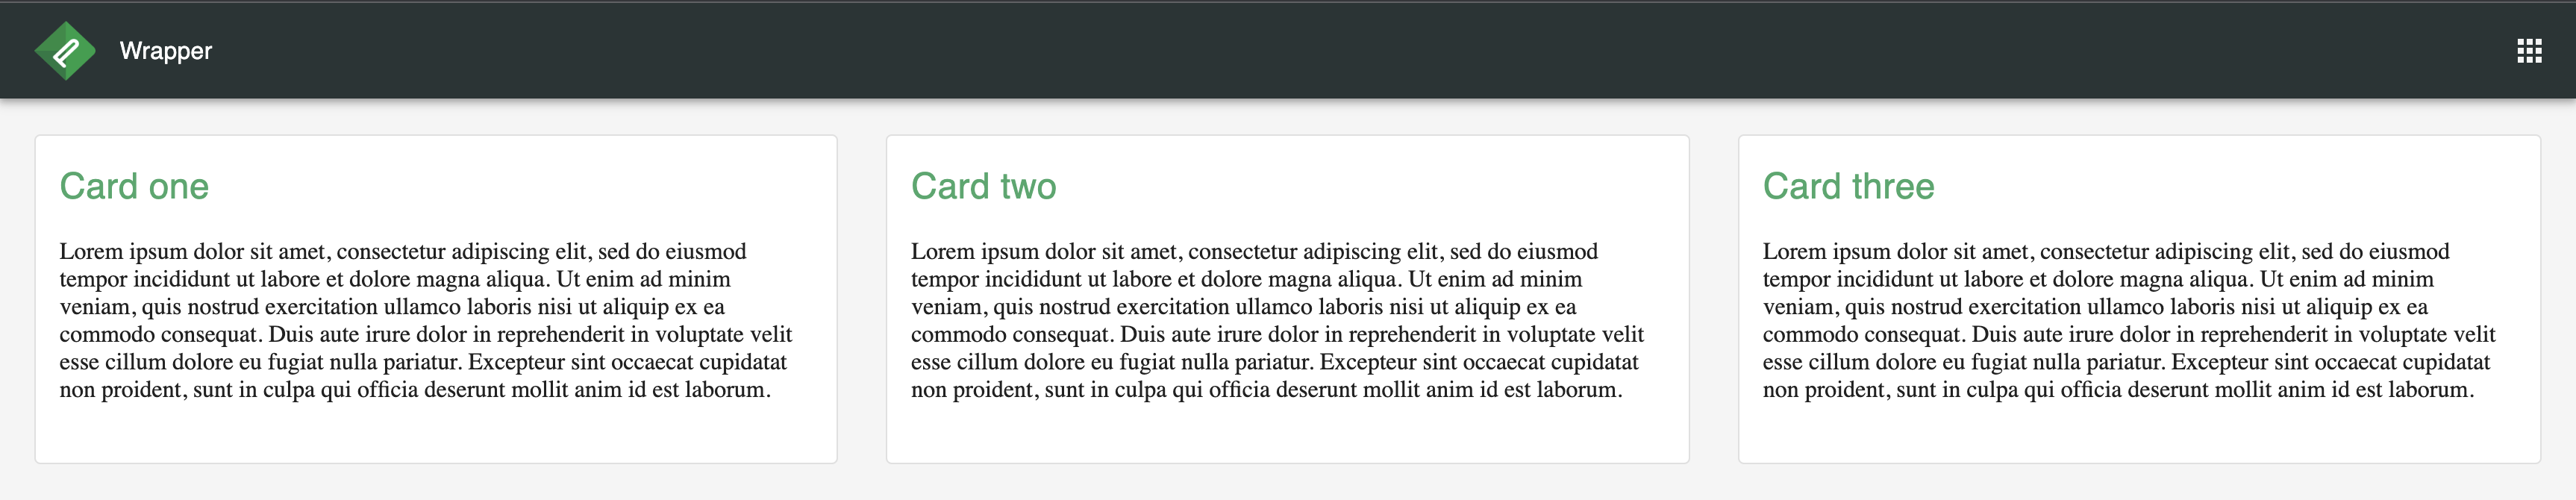 Wrapper
Card one
Lorem ipsum dolor sit amet, consectetur adipiscing elit, sed do eiusmod
tempor incididunt ut labore et dolore magna aliqua. Ut enim ad minim
veniam, quis nostrud exercitation ullamco laboris nisi ut aliquip ex ea
commodo consequat. Duis aute irure dolor in reprehenderit in voluptate velit
esse cillum dolore eu fugiat nulla pariatur. Excepteur sint occaecat cupidatat
non proident, sunt in culpa qui officia deserunt mollit anim id est laborum.
Card two
Lorem ipsum dolor sit amet, consectetur adipiscing elit, sed do eiusmod
tempor incididunt ut labore et dolore magna aliqua. Ut enim ad minim
veniam, quis nostrud exercitation ullamco laboris nisi ut aliquip ex ea
commodo consequat. Duis aute irure dolor in reprehenderit in voluptate velit
esse cillum dolore eu fugiat nulla pariatur. Excepteur sint occaecat cupidatat
non proident, sunt in culpa qui officia deserunt mollit anim id est laborum.
Card three
Lorem ipsum dolor sit amet, consectetur adipiscing elit, sed do eiusmod
tempor incididunt ut labore et dolore magna aliqua. Ut enim ad minim
veniam, quis nostrud exercitation ullamco laboris nisi ut aliquip ex ea
commodo consequat. Duis aute irure dolor in reprehenderit in voluptate velit
esse cillum dolore eu fugiat nulla pariatur. Excepteur sint occaecat cupidatat
non proident, sunt in culpa qui officia deserunt mollit anim id est laborum.